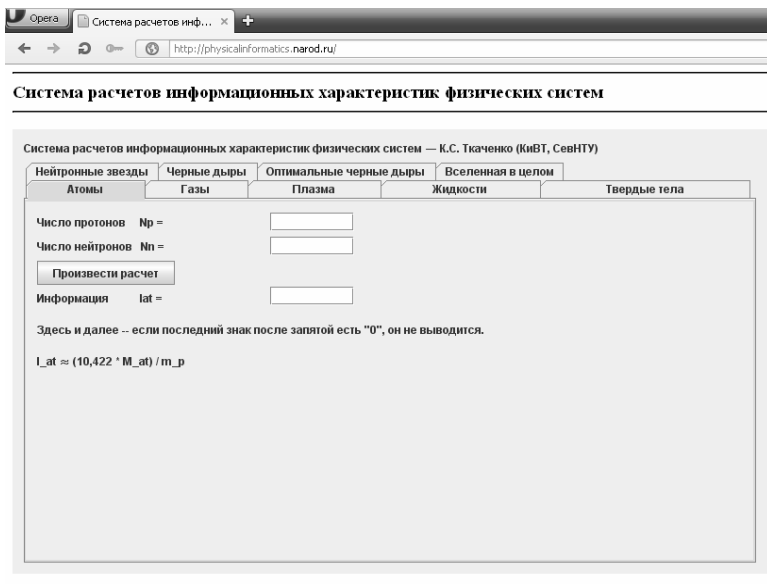 Opera
Система расчетов инф... ×
http://physicalinformatics.narod.ru/
Система расчетов информационных характеристик физических систем
Система расчетов информационных характеристик физических систем — К.С. Ткаченко (КиВТ, СевНТУ)
Нейтронные звезды Черные дыры Оптимальные черные дыры Вселенная в целом
Атомы Газы Плазма Жидкости Твердые тела
Число протонов Np =
Число нейтронов Nn =
Произвести расчет
Информация Iat =
Здесь и далее -- если последний знак после запятой есть "0", он не выводится.
I_at ≈ (10,422 * M_at) / m_p